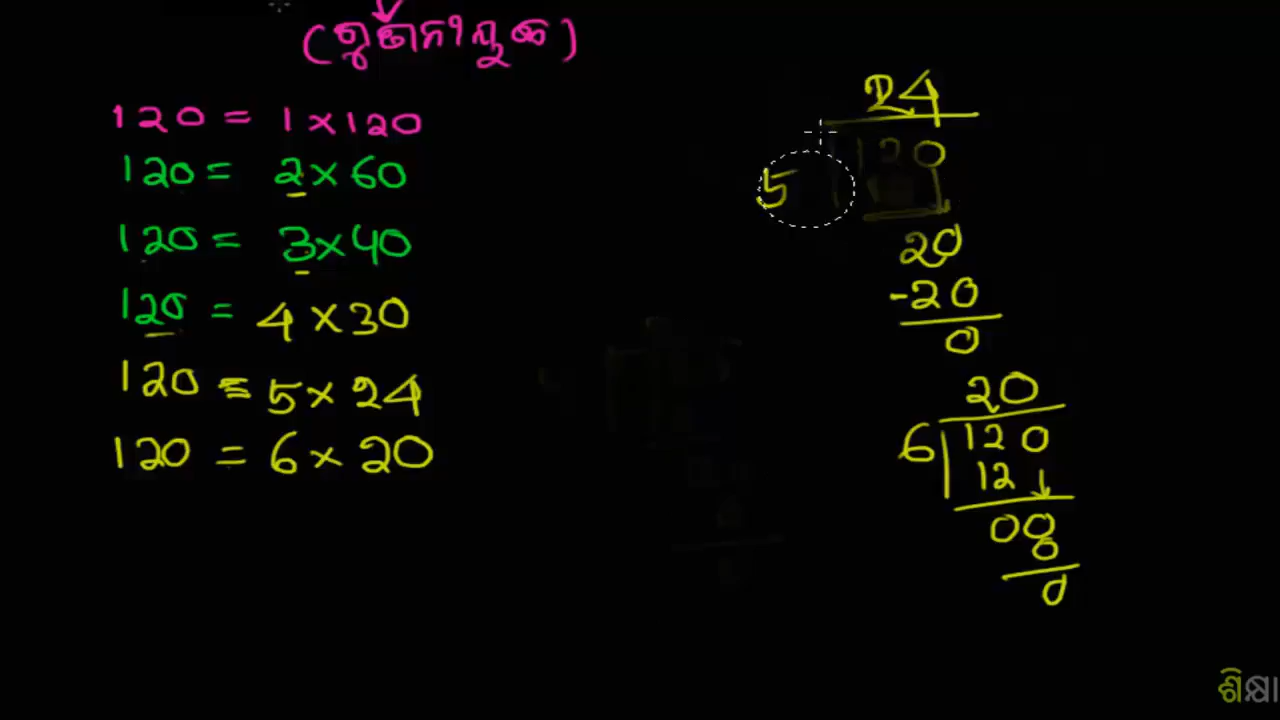 (ଗୁଣନୀୟକ)
120 = 1 x 120
120 = 2 x 60
120 = 3 x 40
120 = 4 x 30
120 = 5 x 24
120 = 6 x 20
24
5 120
20
-20
0
20
6 120
12
00
0
0
ଶିକ୍ଷା